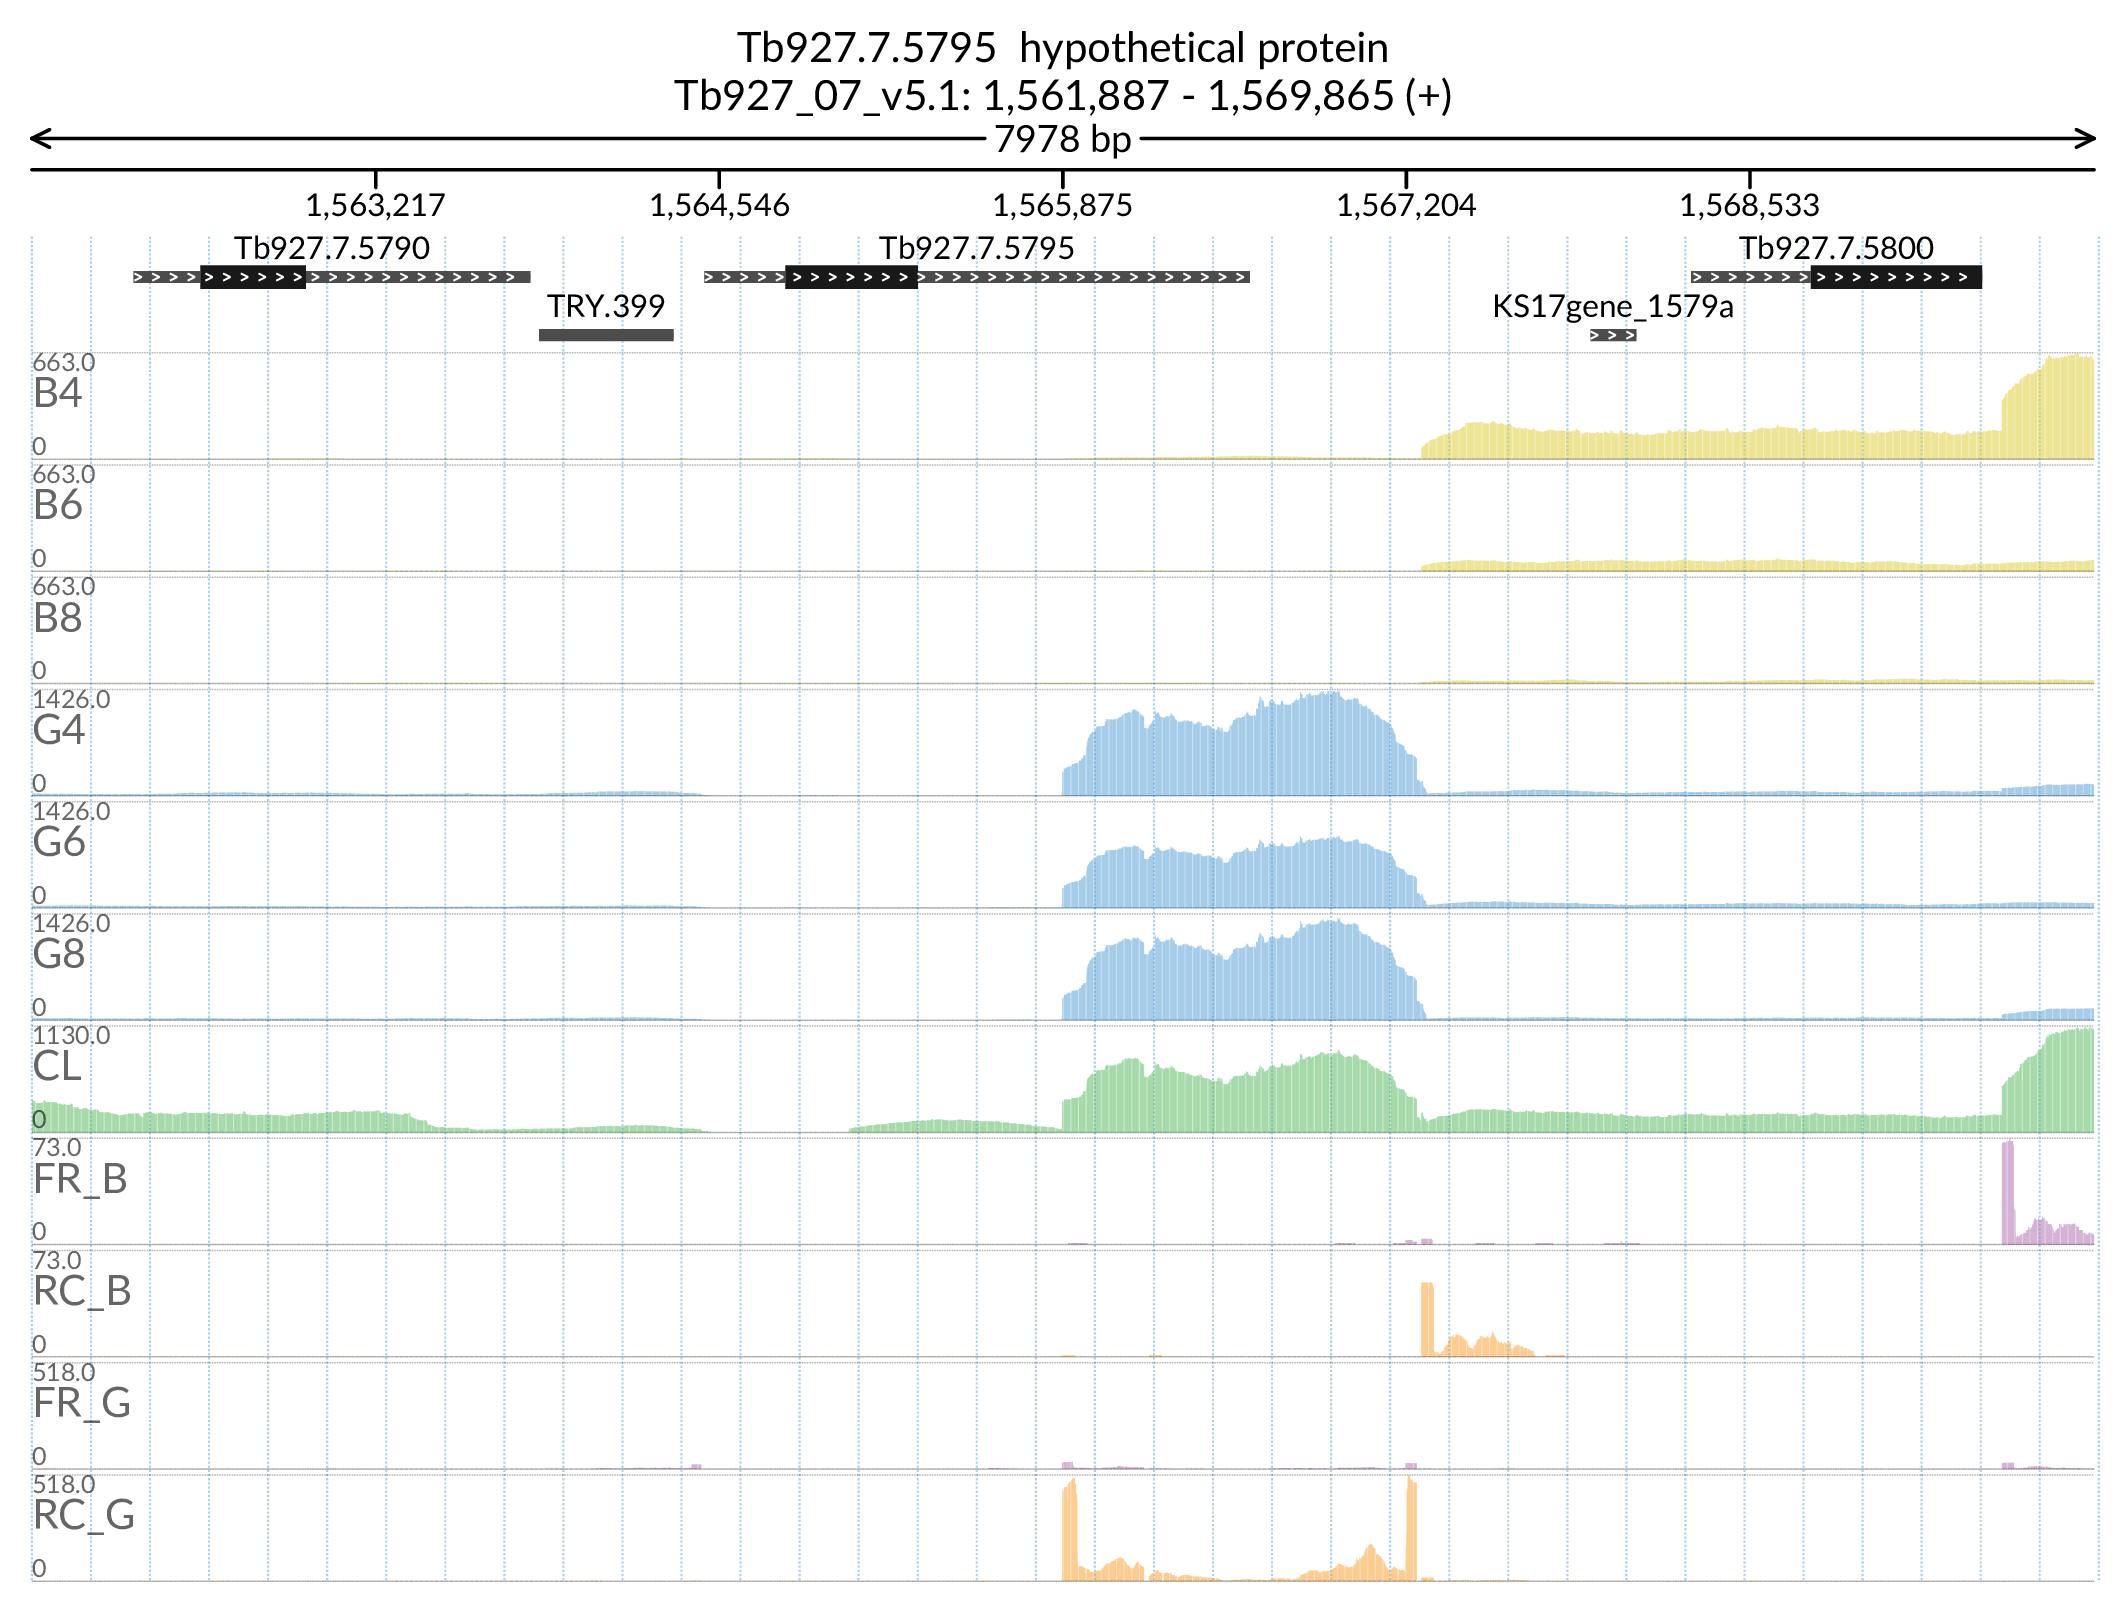 Tb927.7.5795 hypothetical protein
Tb927_07_v5.1: 1,561,887 - 1,569,865 (+)
7978 bp
1,563,217 1,564,546 1,565,875 1,567,204 1,568,533
Tb927.7.5790 Tb927.7.5795 Tb927.7.5800
TRY.399 KS17gene_1579a
663.0
B4
0
663.0
B6
0
663.0
B8
0
1426.0
G4
0
1426.0
G6
0
1426.0
G8
0
1130.0
CL
0
73.0
FR_B
0
73.0
RC_B
0
518.0
FR_G
0
518.0
RC_G
0